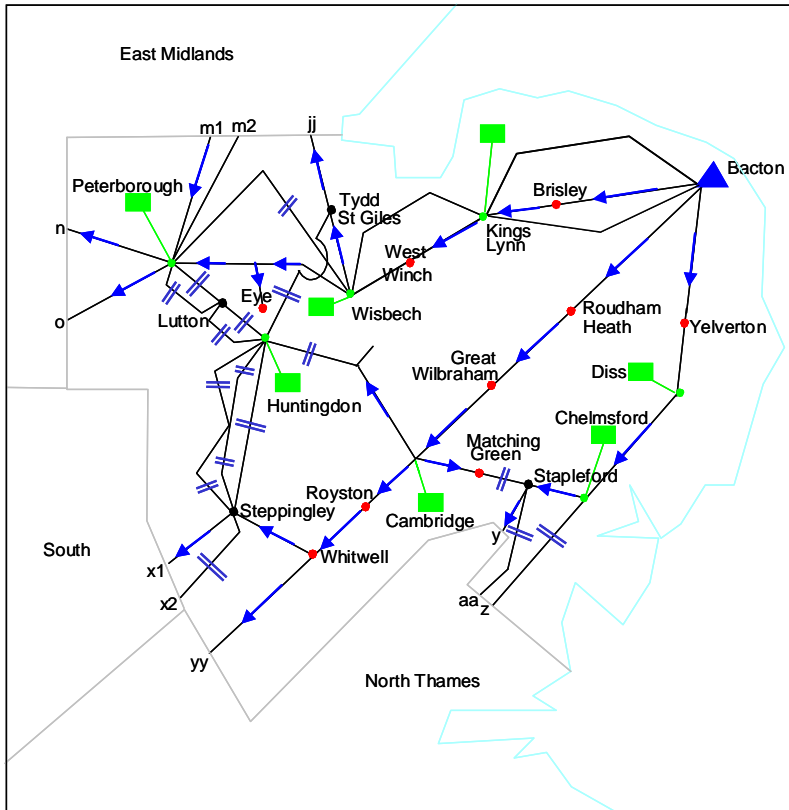 East Midlands
m1
m2
jj
Bacton
Peterborough
Brisley
Tydd
St Giles
n
Kings
Lynn
West
Winch
Eye
Wisbech
Lutton
o
Roudham
Heath
Yelverton
Great
Wilbraham
Diss
Huntingdon
Chelmsford
Matching
Green
Stapleford
Royston
Steppingley
Cambridge
y
South
Whitwell
x1
x2
aa
z
yy
North Thames